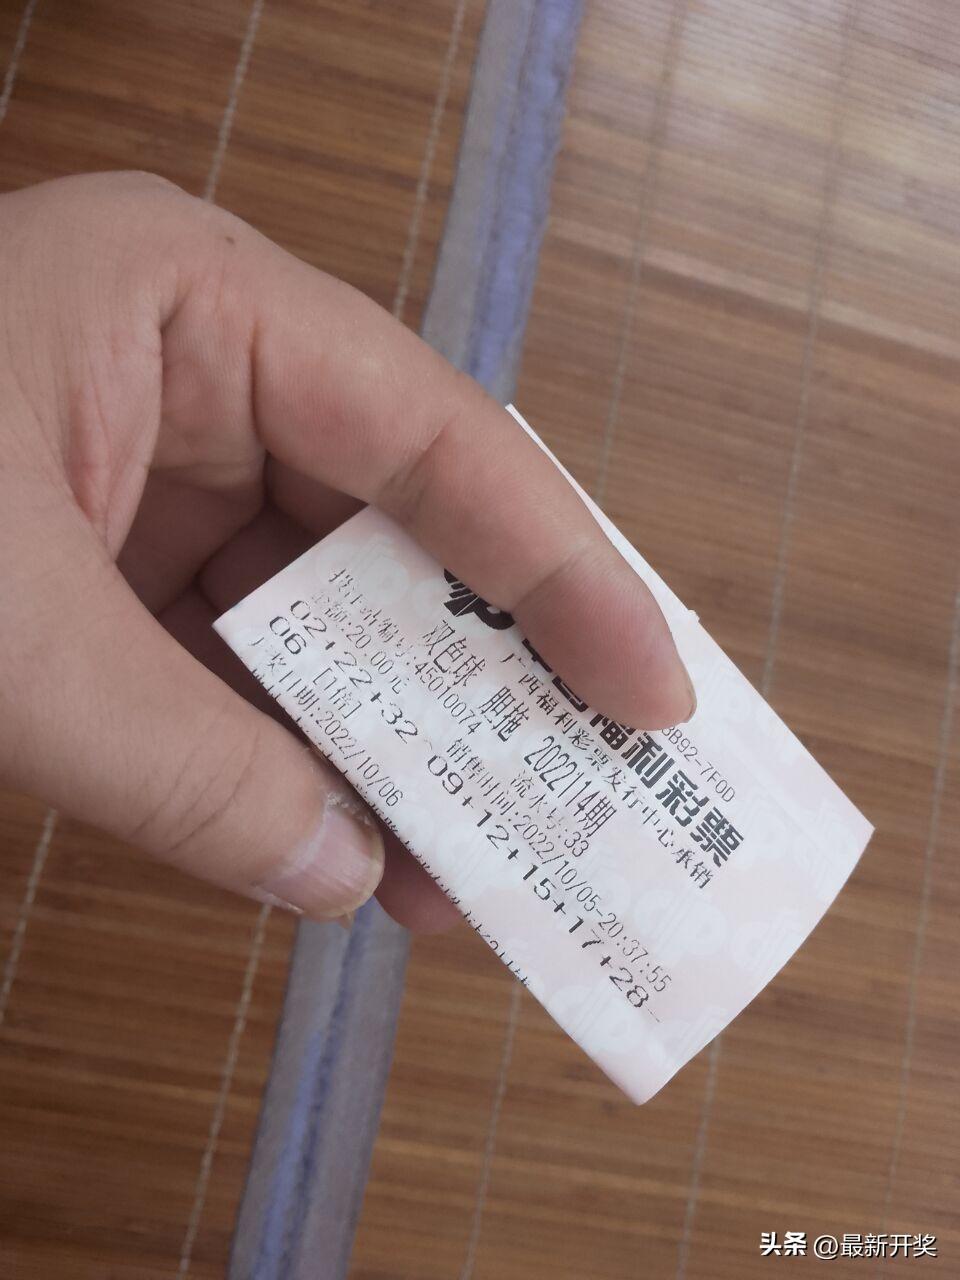 8B92-7F0D
福利彩票
广西福利彩票发行中心承销
双色球 胆拖 2022114期
流水号:33
投注站编号:45010074 销售时间:2022/10/05-20:37:55
金额:20.00元
02+22+32~09+12+15+17+28--
06 [1倍]
开奖日期:2022/10/06
头条 @最新开奖